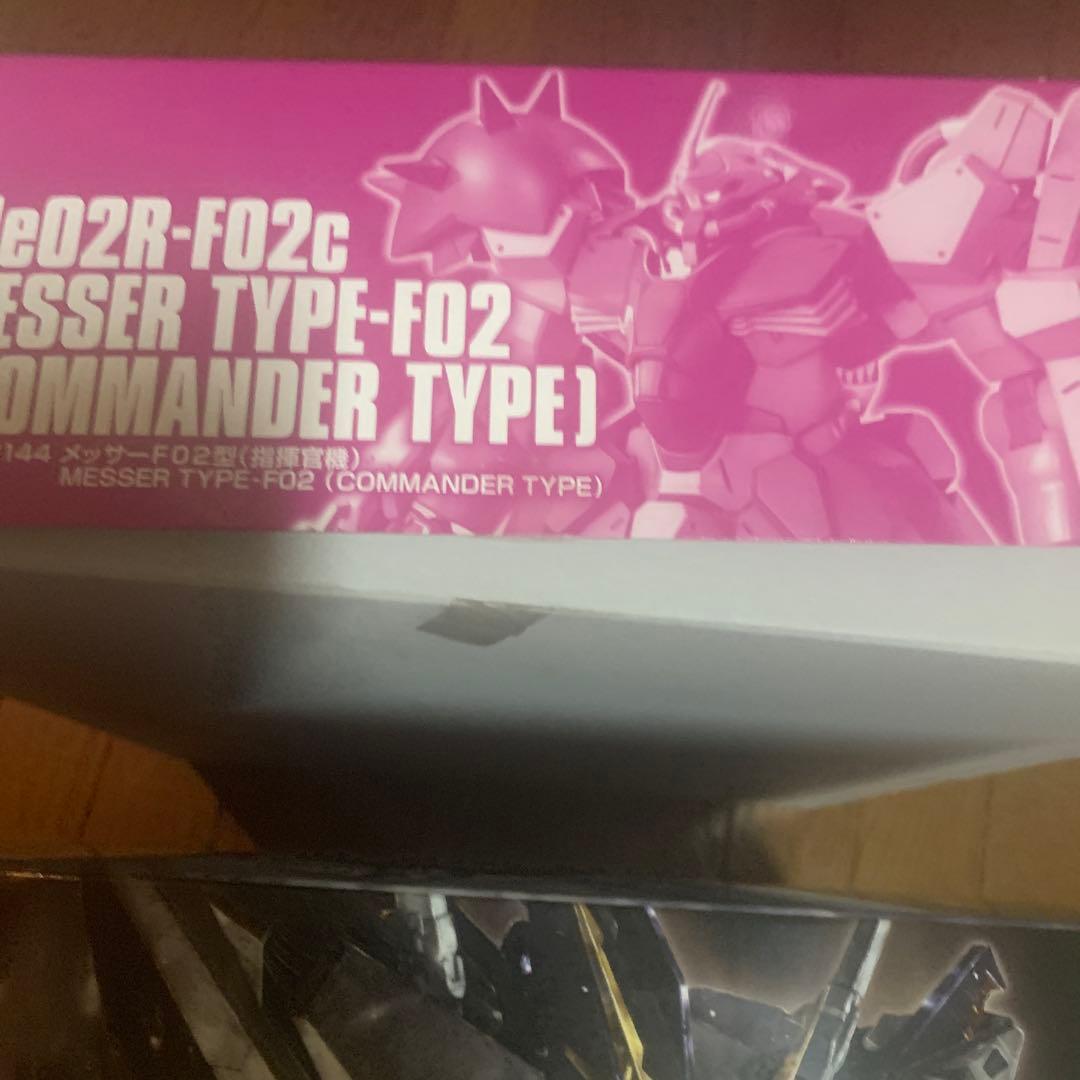 e02R-F02c
ESSER TYPE-F02
OMMANDER TYPE)
144 メッサーF02型(指揮官機)
MESSER TYPE-F02 (COMMANDER TYPE)